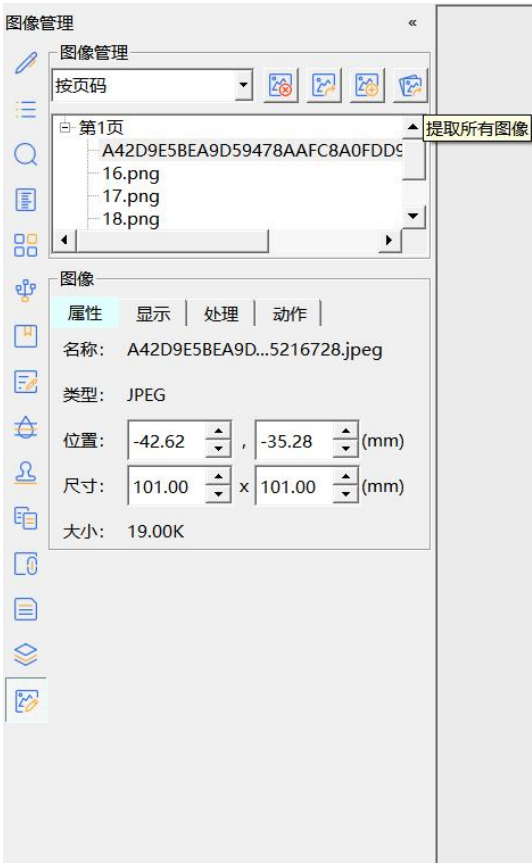 图像管理 «
图像管理
按页码
提取所有图像
第1页
A42D9E5BEA9D59478AAFC8A0FDD9
16.png
17.png
18.png
图像
属性 显示 处理 动作
名称: A42D9E5BEA9D...5216728.jpeg
类型: JPEG
位置: -42.62 , -35.28 (mm)
尺寸: 101.00 x 101.00 (mm)
大小: 19.00K